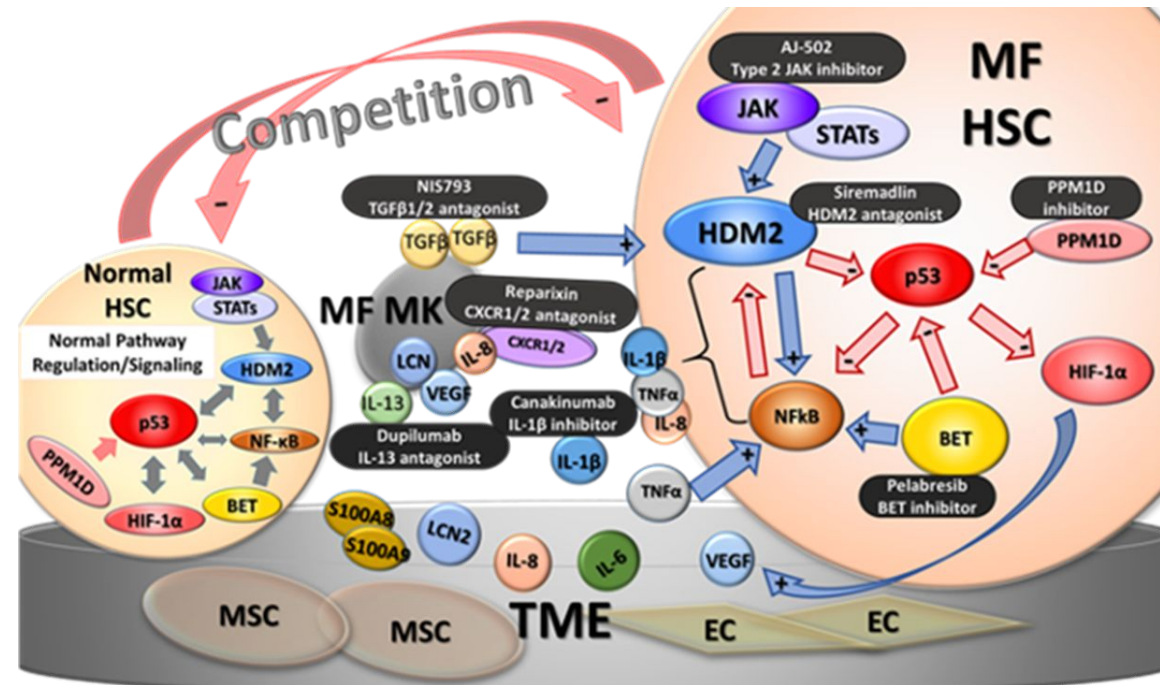 Competition
-
-
MF
HSC
AJ-502
Type 2 JAK inhibitor
JAK
STATs
+
Siremadlin
HDM2 antagonist
HDM2
PPM1D
inhibitor
PPM1D
-
-
p53
-
+
-
-
-
HIF-1α
NFkB
+
BET
Pelabresib
BET inhibitor
+
+
NIS793
TGFβ1/2 antagonist
TGFβ
TGFβ
+
MF MK
Reparixin
CXCR1/2 antagonist
CXCR1/2
LCN
IL-8
VEGF
IL-13
Dupilumab
IL-13 antagonist
Canakinumab
IL-1β inhibitor
IL-1β
TNFα
IL-8
IL-1β
TNFα
Normal
HSC
JAK
STATs
Normal Pathway
Regulation/Signaling
HDM2
p53
NF-κB
PPM1D
HIF-1α
BET
S100A8
S100A9
LCN2
IL-8
IL-6
VEGF
MSC
MSC
TME
EC
EC